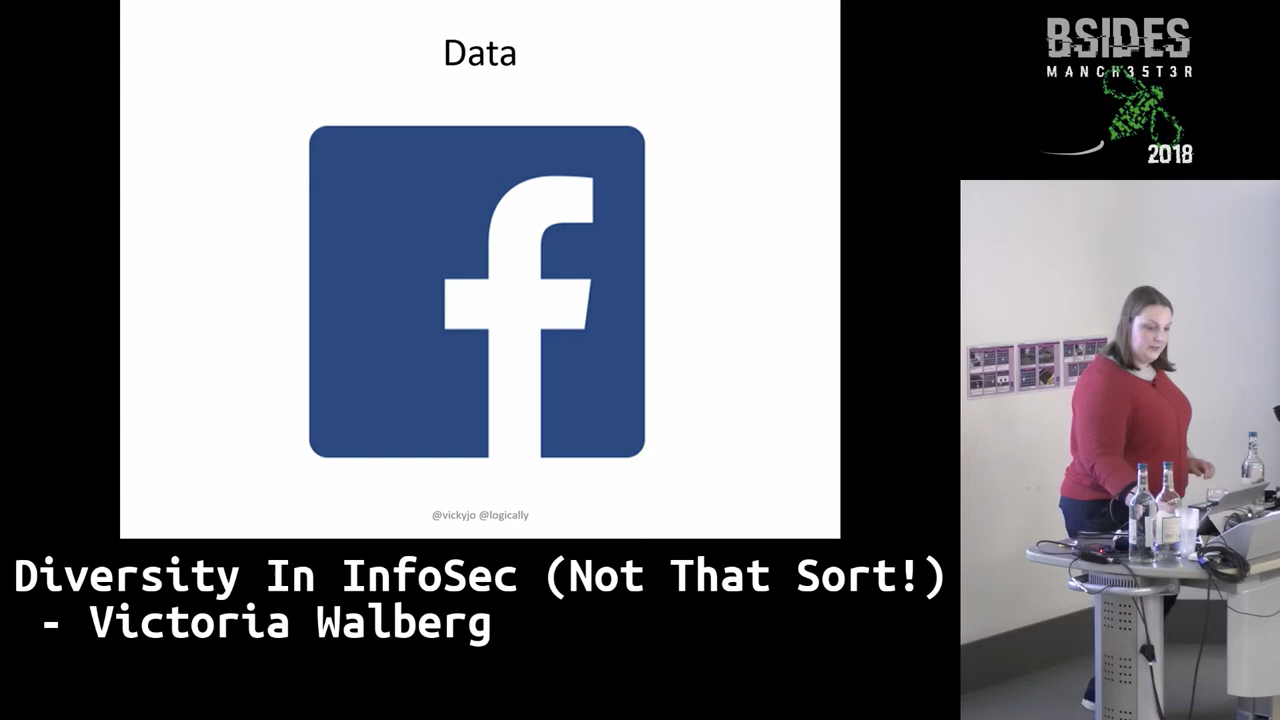 Data
@vickyjo @logically
BSIDES
MANCH35T3R
2018
Diversity In InfoSec (Not That Sort!)
- Victoria Walberg